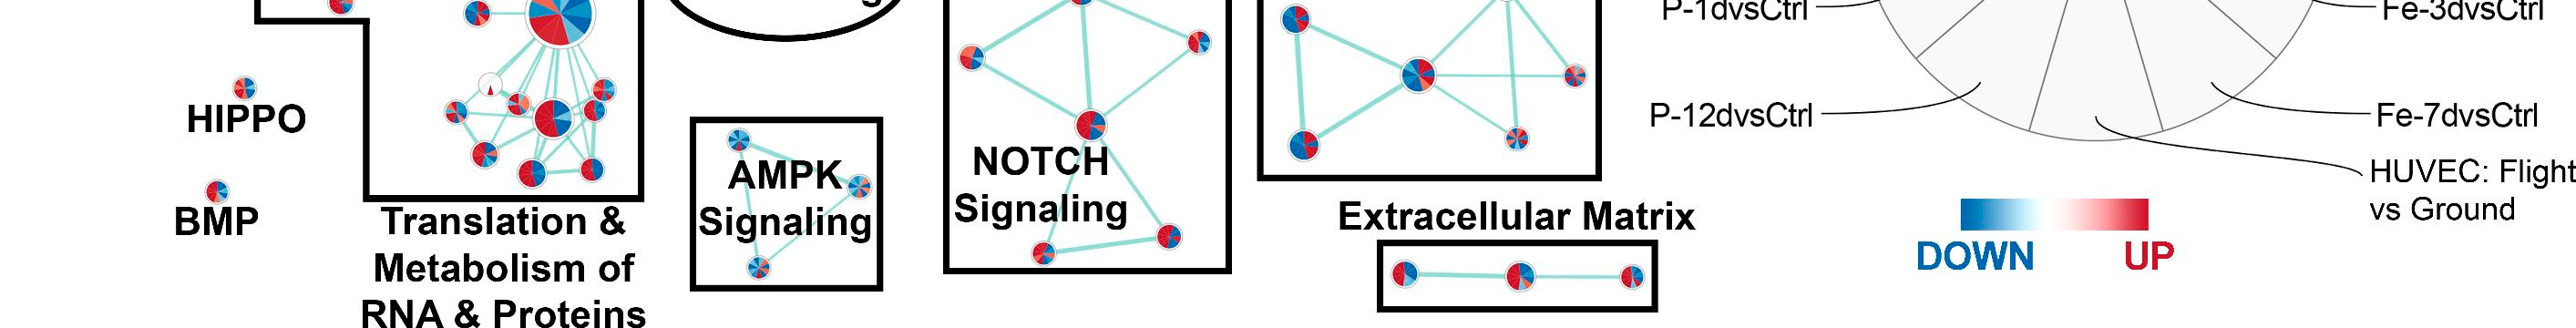 g
P-1dvsCtrl
Fe-3dvsCtrl
HIPPO
BMP
Translation &
Metabolism of
RNA & Proteins
AMPK
Signaling
NOTCH
Signaling
Extracellular Matrix
P-12dvsCtrl
Fe-7dvsCtrl
HUVEC: Flight
vs Ground
DOWN
UP